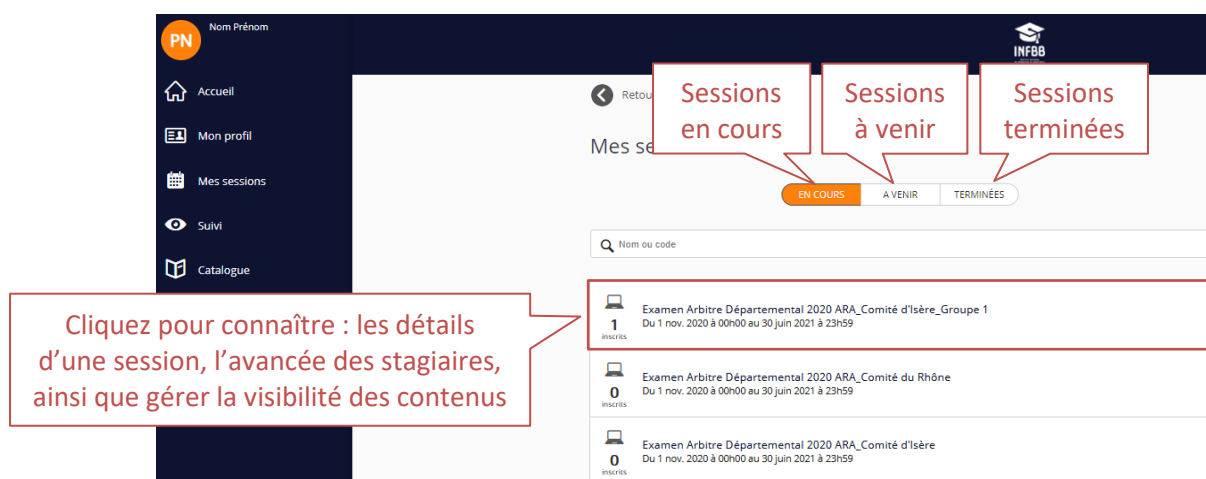 PN
Nom Prénom
INFBB
Accueil
Mon profil
Mes sessions
Suivi
Catalogue
Retou
Mes se
Sessions
en cours
Sessions
à venir
Sessions
terminées
EN COURS
A VENIR
TERMINÉES
Nom ou code
Cliquez pour connaître : les détails
d’une session, l’avancée des stagiaires,
ainsi que gérer la visibilité des contenus
Examen Arbitre Départemental 2020 ARA_Comité d'Isère_Groupe 1
1
Du 1 nov. 2020 à 00h00 au 30 juin 2021 à 23h59
inscrits
Examen Arbitre Départemental 2020 ARA_Comité du Rhône
0
Du 1 nov. 2020 à 00h00 au 30 juin 2021 à 23h59
inscrits
Examen Arbitre Départemental 2020 ARA_Comité d'Isère
0
Du 1 nov. 2020 à 00h00 au 30 juin 2021 à 23h59
inscrits